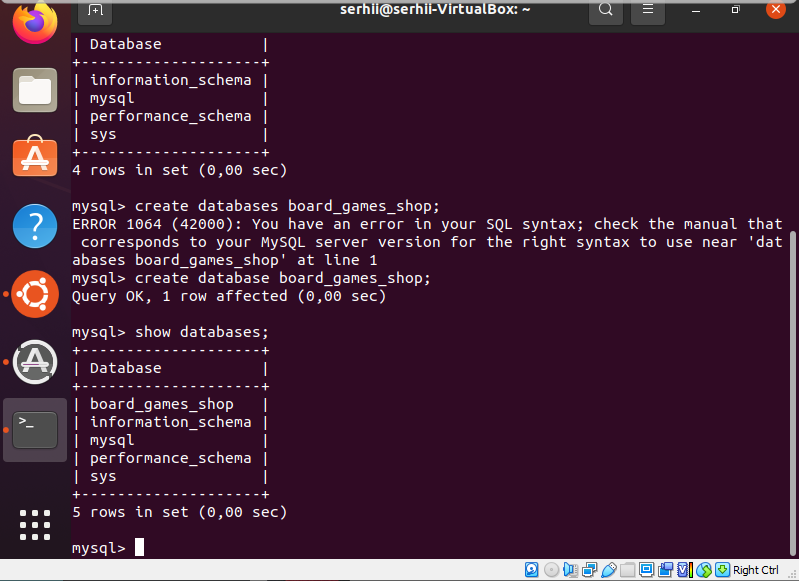 serhii@serhii-VirtualBox: ~
| Database           |
+--------------------+
| information_schema |
| mysql              |
| performance_schema |
| sys                |
+--------------------+
4 rows in set (0,00 sec)
mysql> create databases board_games_shop;
ERROR 1064 (42000): You have an error in your SQL syntax; check the manual that
 corresponds to your MySQL server version for the right syntax to use near 'dat
abases board_games_shop' at line 1
mysql> create database board_games_shop;
Query OK, 1 row affected (0,00 sec)
mysql> show databases;
+--------------------+
| Database           |
+--------------------+
| board_games_shop   |
| information_schema |
| mysql              |
| performance_schema |
| sys                |
+--------------------+
5 rows in set (0,00 sec)
mysql>
Right Ctrl